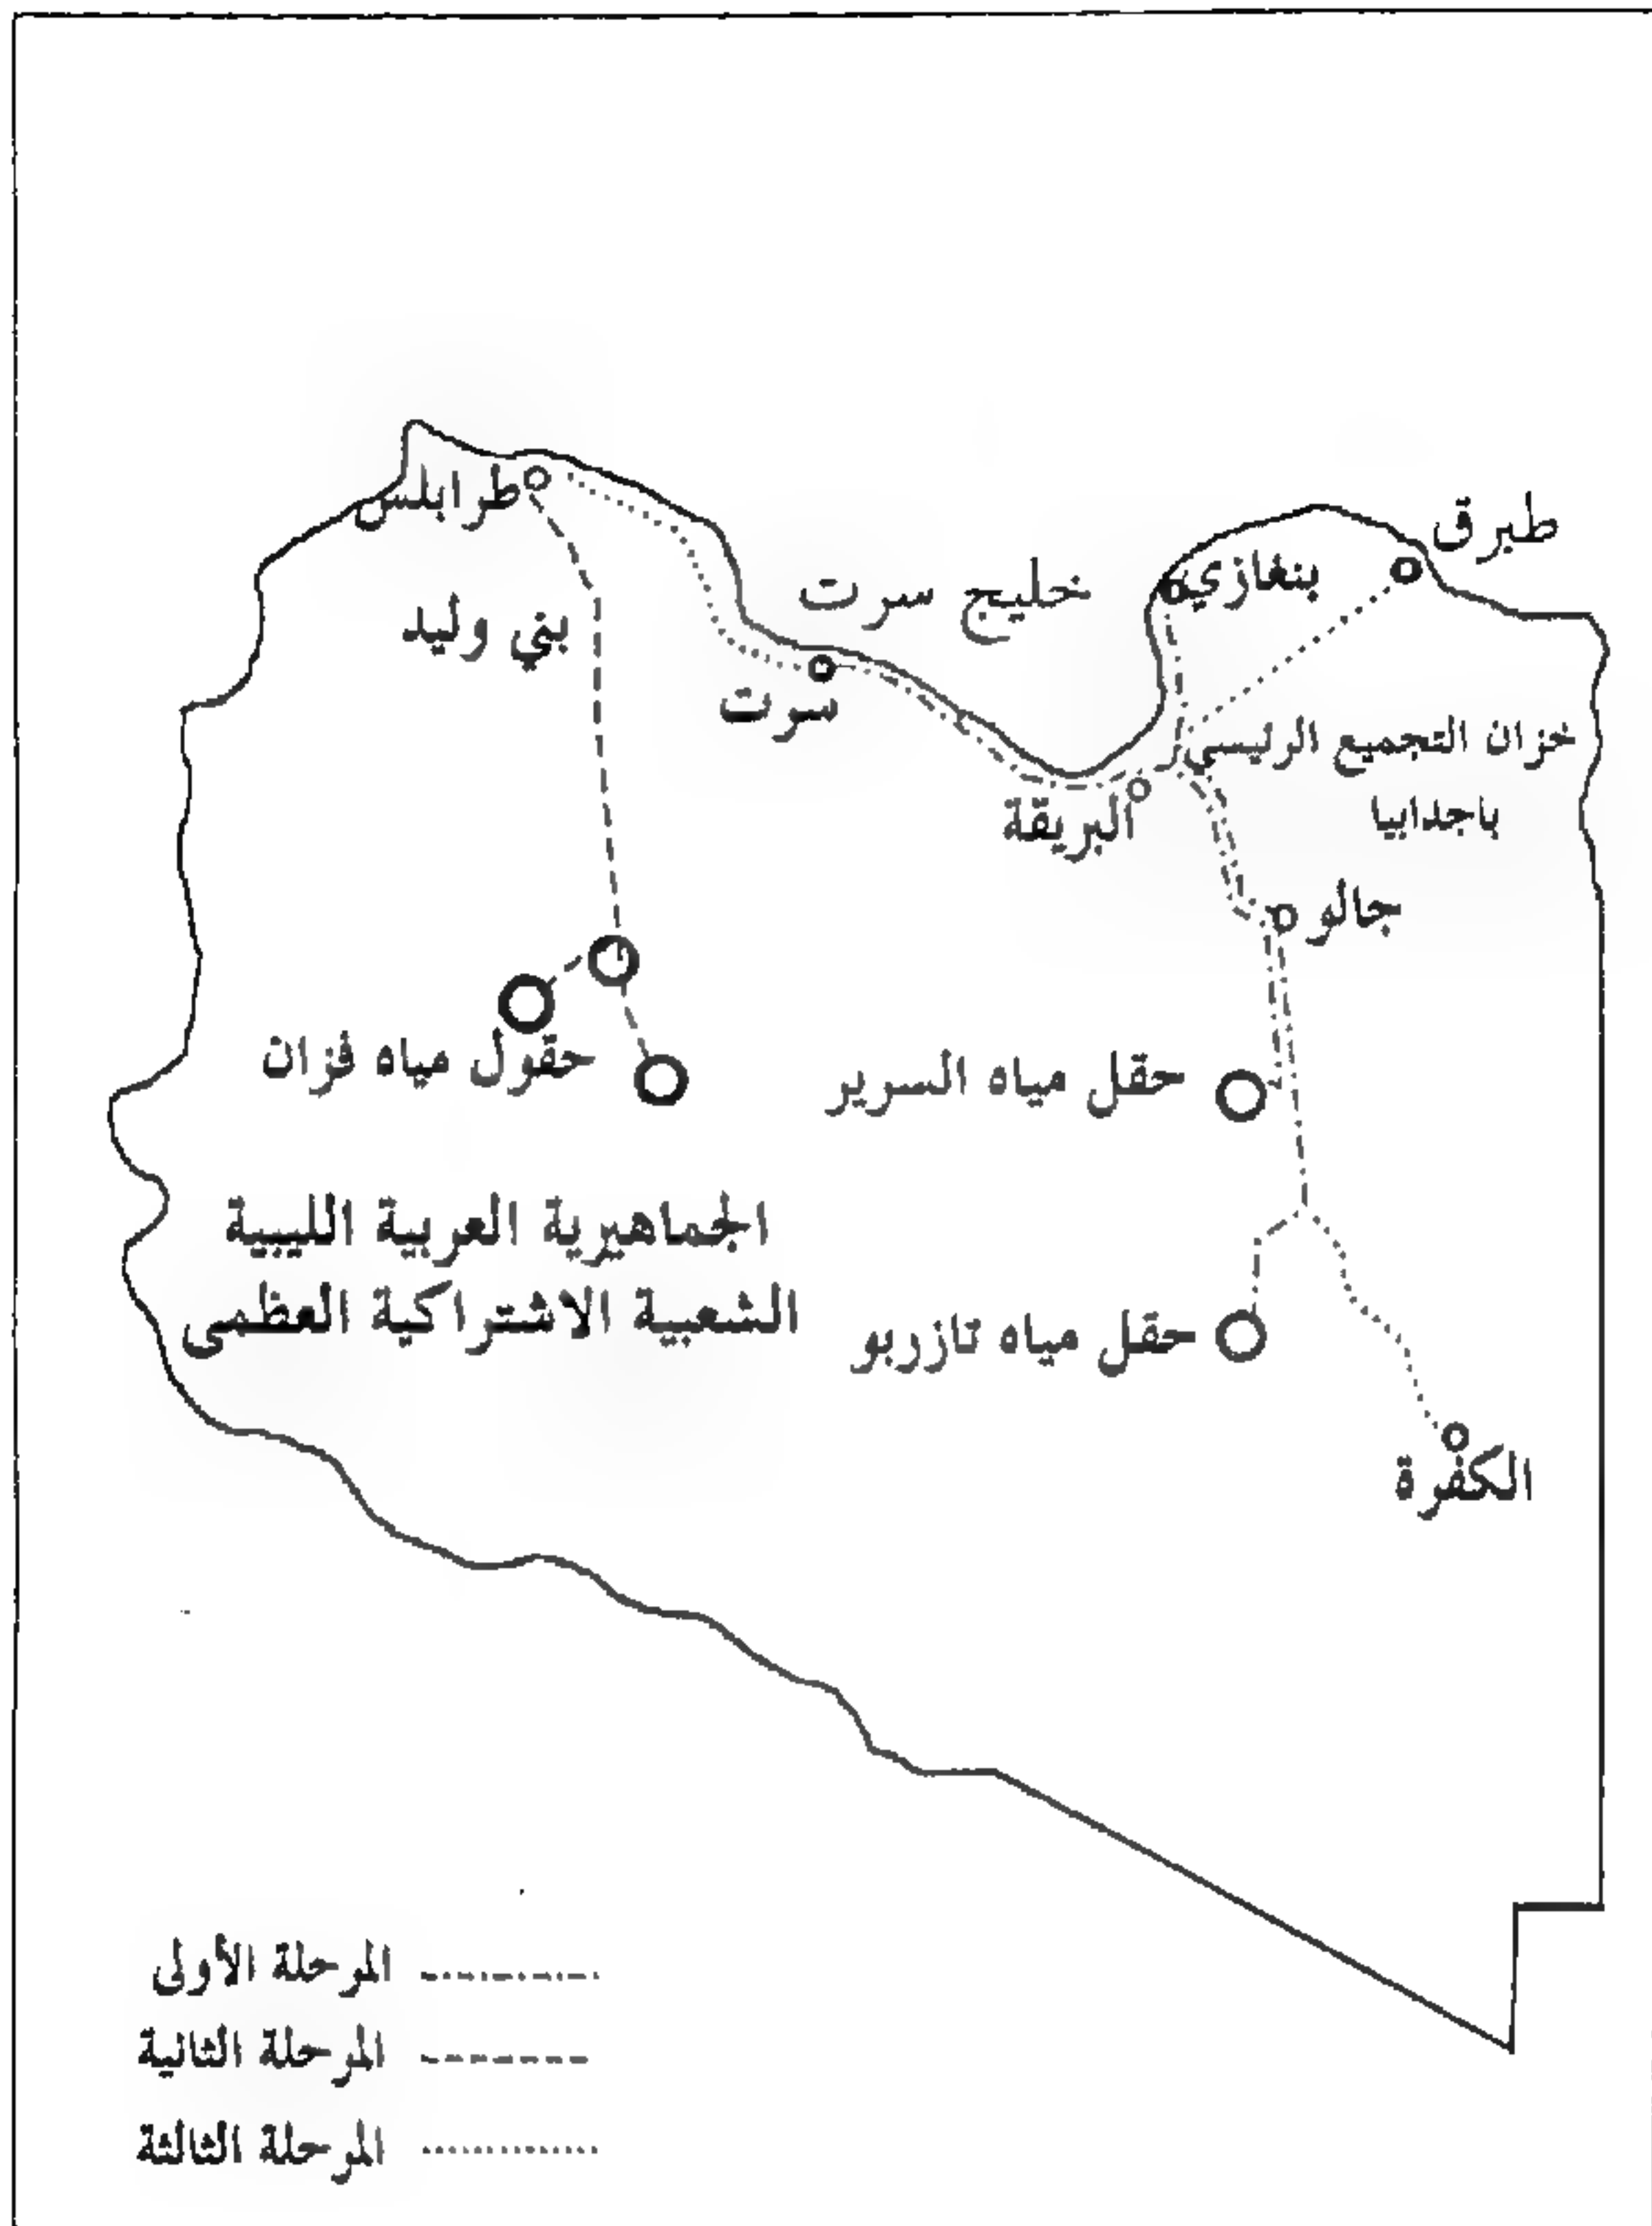 طرابلس
طبرق
بنغازي
خليج سرت
بني وليد
سرت
خزان التجميع الرئيسي
باجدابيا
البريقة
جالو
حقول مياه فزان
حقل مياه السرير
الجماهيرية العربية الليبية
الشعبية الاشتراكية العظمى
حقل مياه تازربو
الكفرة
المرحلة الأولى
المرحلة الثانية
المرحلة الثالثة